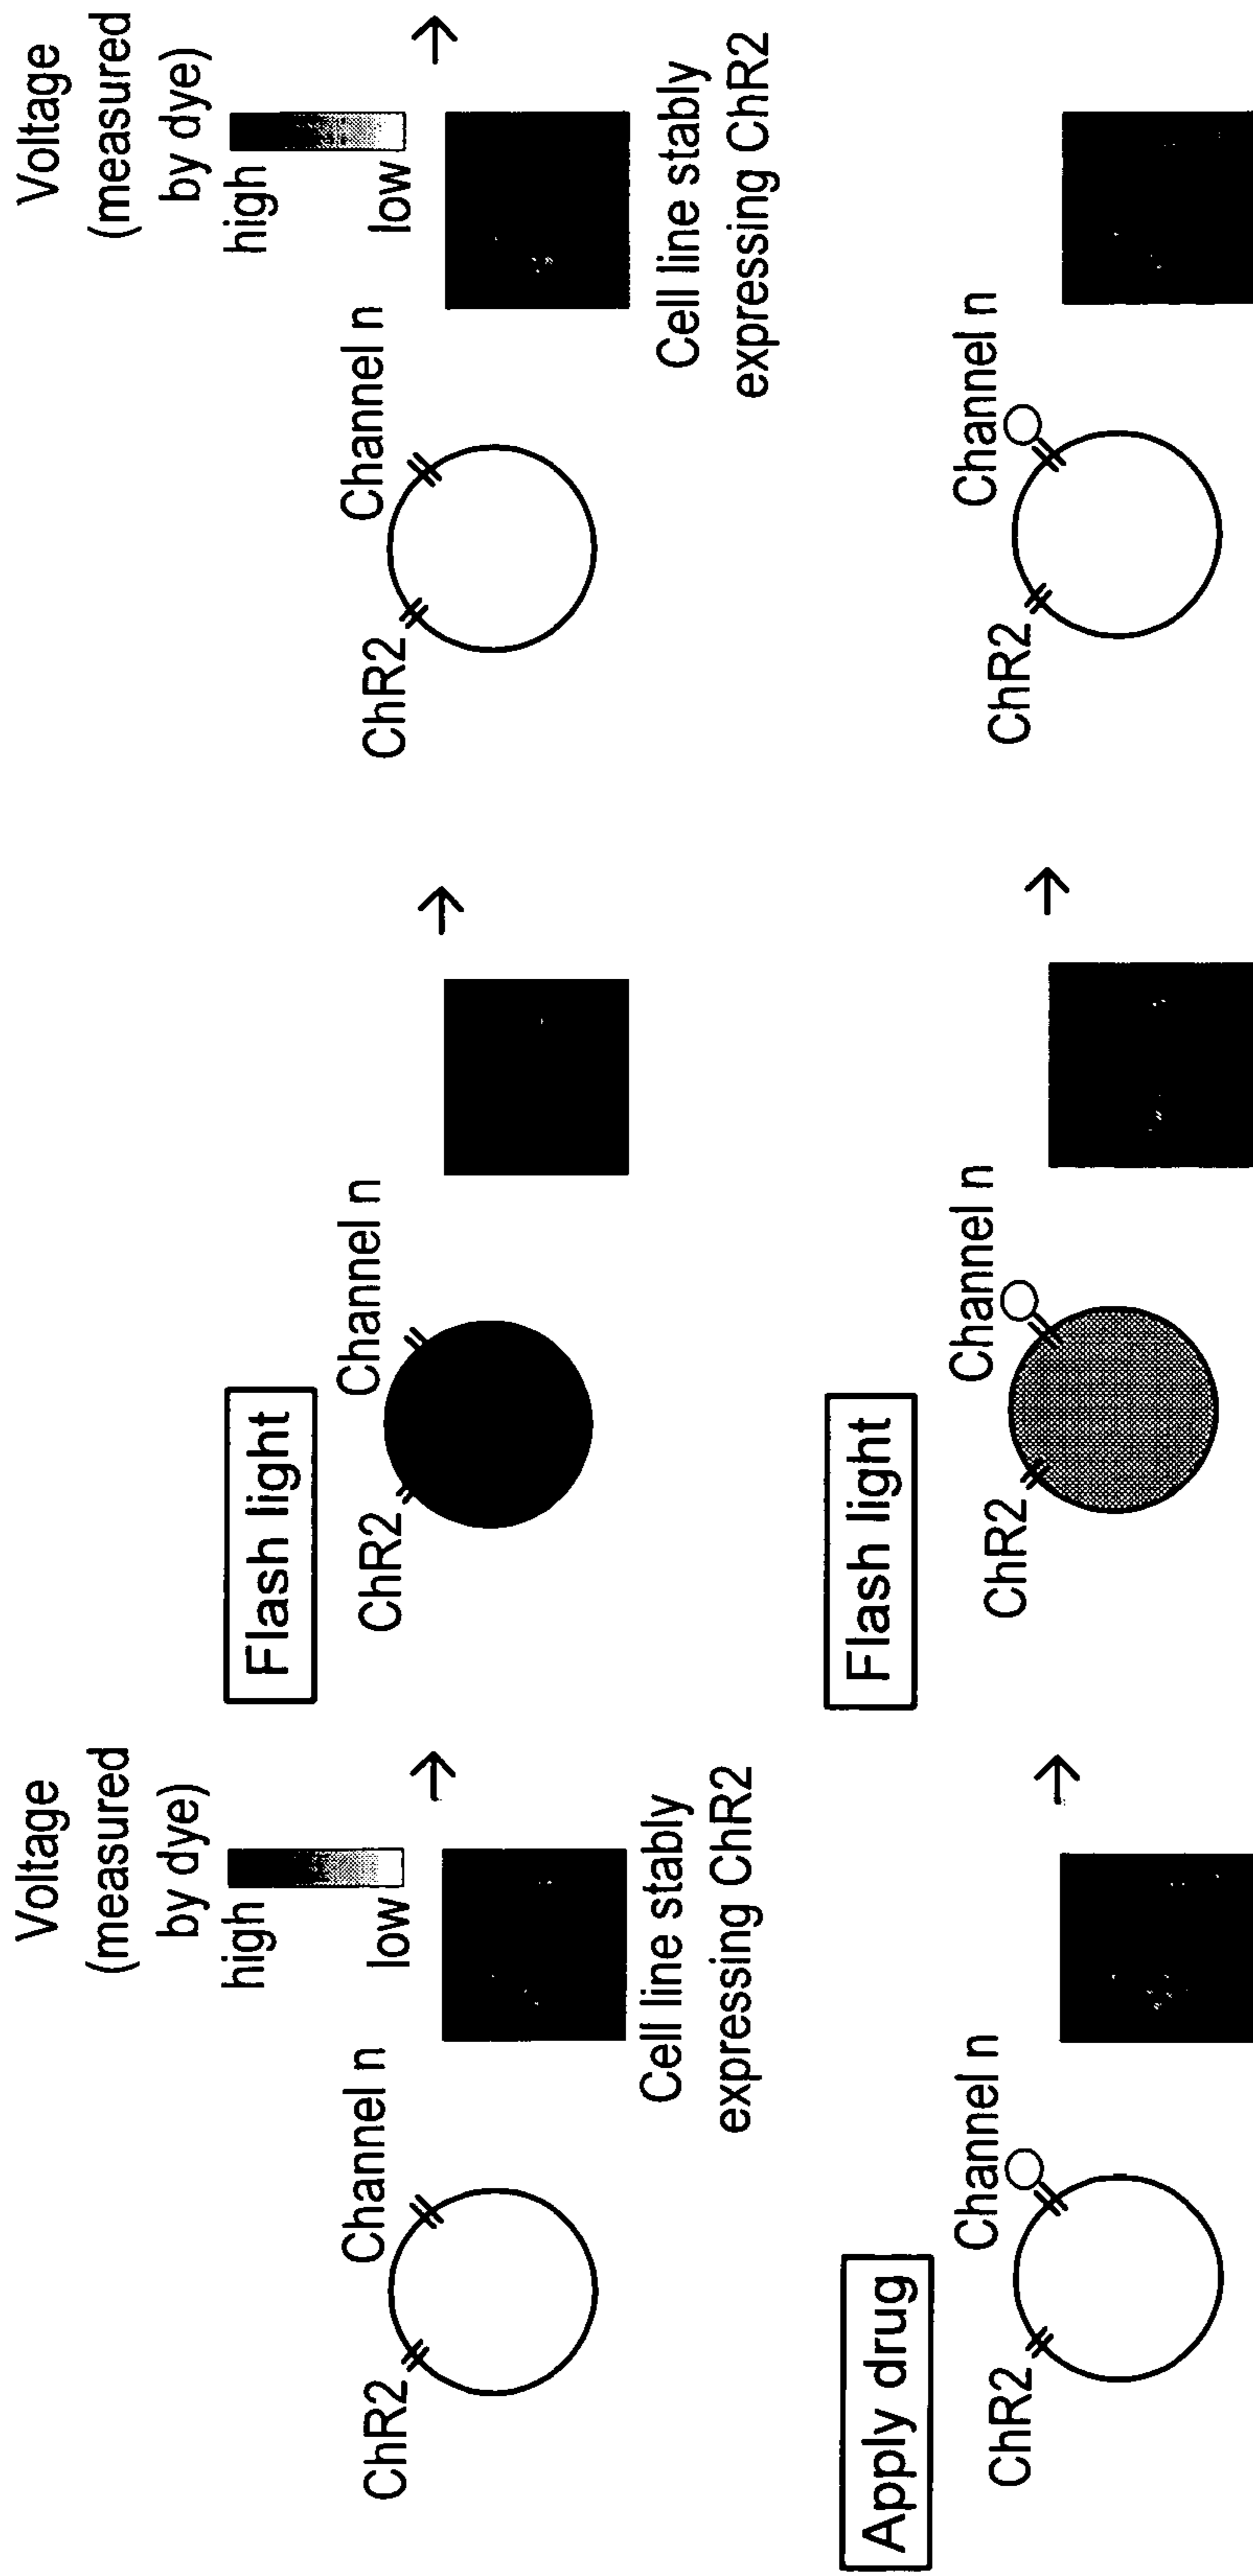 Voltage
(measured
by dye)
high
low
ChR2
Channel n
Cell line stably
expressing ChR2
Flash light
ChR2
Channel n
Voltage
(measured
by dye)
high
low
ChR2
Channel n
Cell line stably
expressing ChR2
Apply drug
ChR2
Channel n
Flash light
ChR2
Channel n
ChR2
Channel n